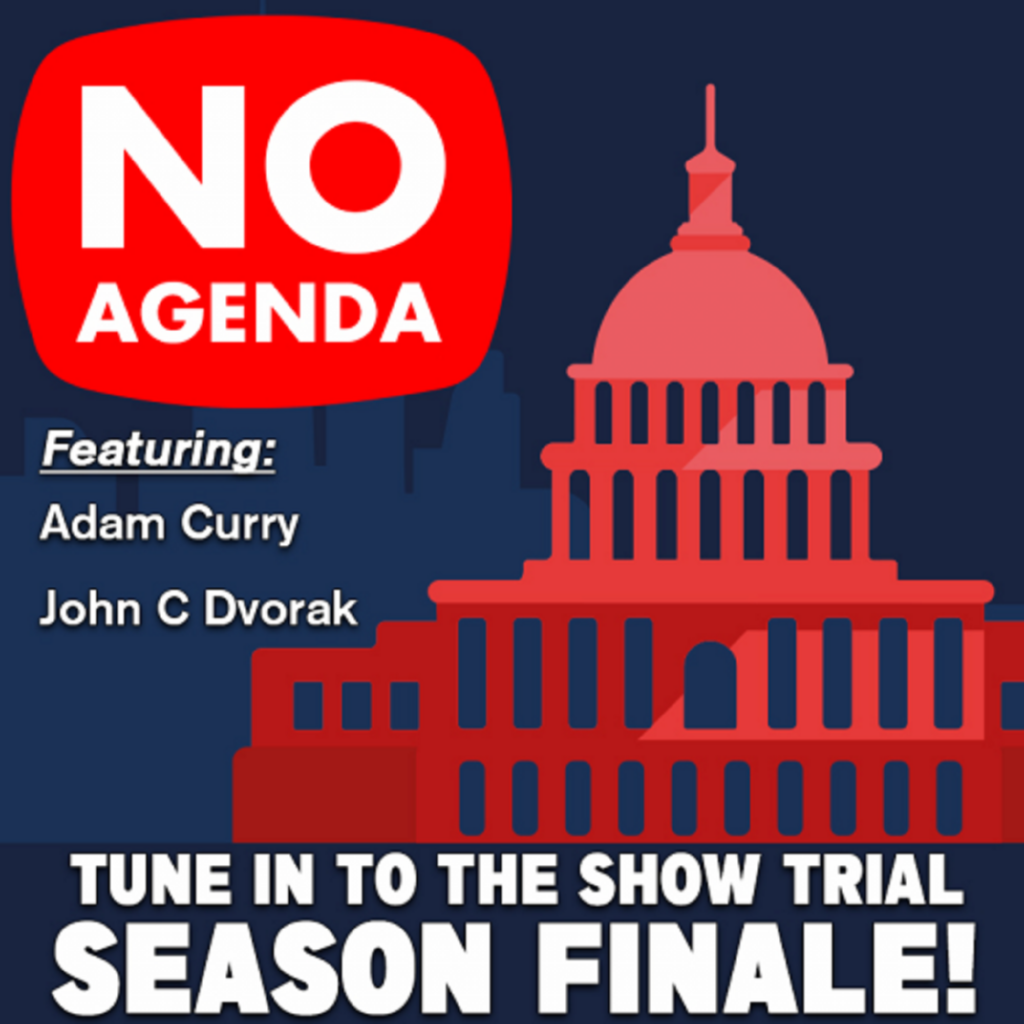 NO
AGENDA
Featuring:
Adam Curry
John C Dvorak
TUNE IN TO THE SHOW TRIAL
SEASON FINALE!